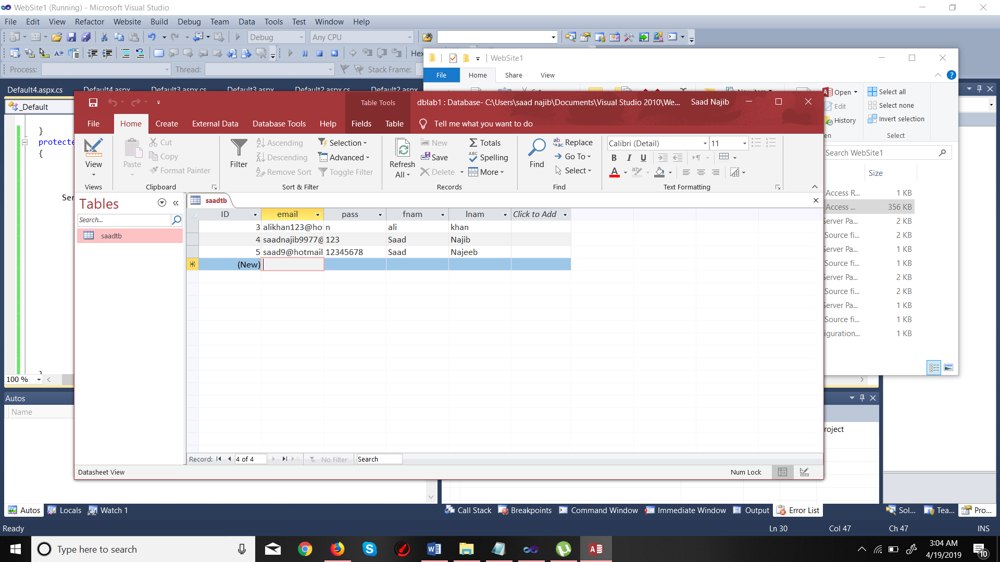 WebSite1 (Running) - Microsoft Visual Studio
File Edit View Refactor Website Build Debug Team Data Tools Test Window Help
Debug Any CPU
Hex
Process: Thread: Stack Frame:
WebSite1
File Home Share View
Default4.aspx.cs Default4.aspx Default3.aspx.cs Default3.aspx Default2.aspx.cs Default2.aspx
Open Select all
Edit Select none
History Invert selection
Select
_Default
Table Tools dblab1 : Database- C:\Users\saad najib\Documents\Visual Studio 2010\We... Saad Najib
File Home Create External Data Database Tools Help Fields Table Tell me what you want to do
View Paste Cut Copy Format Painter
Filter Ascending Descending Remove Sort Selection Advanced Toggle Filter
Refresh All New Save Delete Totals Spelling More
Find Replace Go To Select
Calibri (Detail) 11
B I U
A
Views Clipboard Sort & Filter Records Find Text Formatting
Search WebSite1
Size
Access R... 1 KB
Access ... 356 KB
Server Pa... 2 KB
Source fi... 2 KB
Server Pa... 1 KB
Source fi... 1 KB
Server Pa... 2 KB
Source fi... 2 KB
Server Pa... 1 KB
Source fi... 1 KB
iguration... 1 KB
}
protecte
{
Ser
}
100 %
Tables
Search...
saadtb
saadtb
ID email pass fnam lnam Click to Add
3 alikhan123@ho n ali khan
4 saadnajib9977@ 123 Saad Najib
5 saad9@hotmail 12345678 Saad Najeeb
(New)
Record: 4 of 4 No Filter Search
Datasheet View Num Lock
Autos
Name
roject
Autos Locals Watch 1
Call Stack Breakpoints Command Window Immediate Window Output Error List
Sol... Tea... Pro...
Ready Ln 30 Col 47 Ch 47 INS
Type here to search
3:04 AM
4/19/2019
10